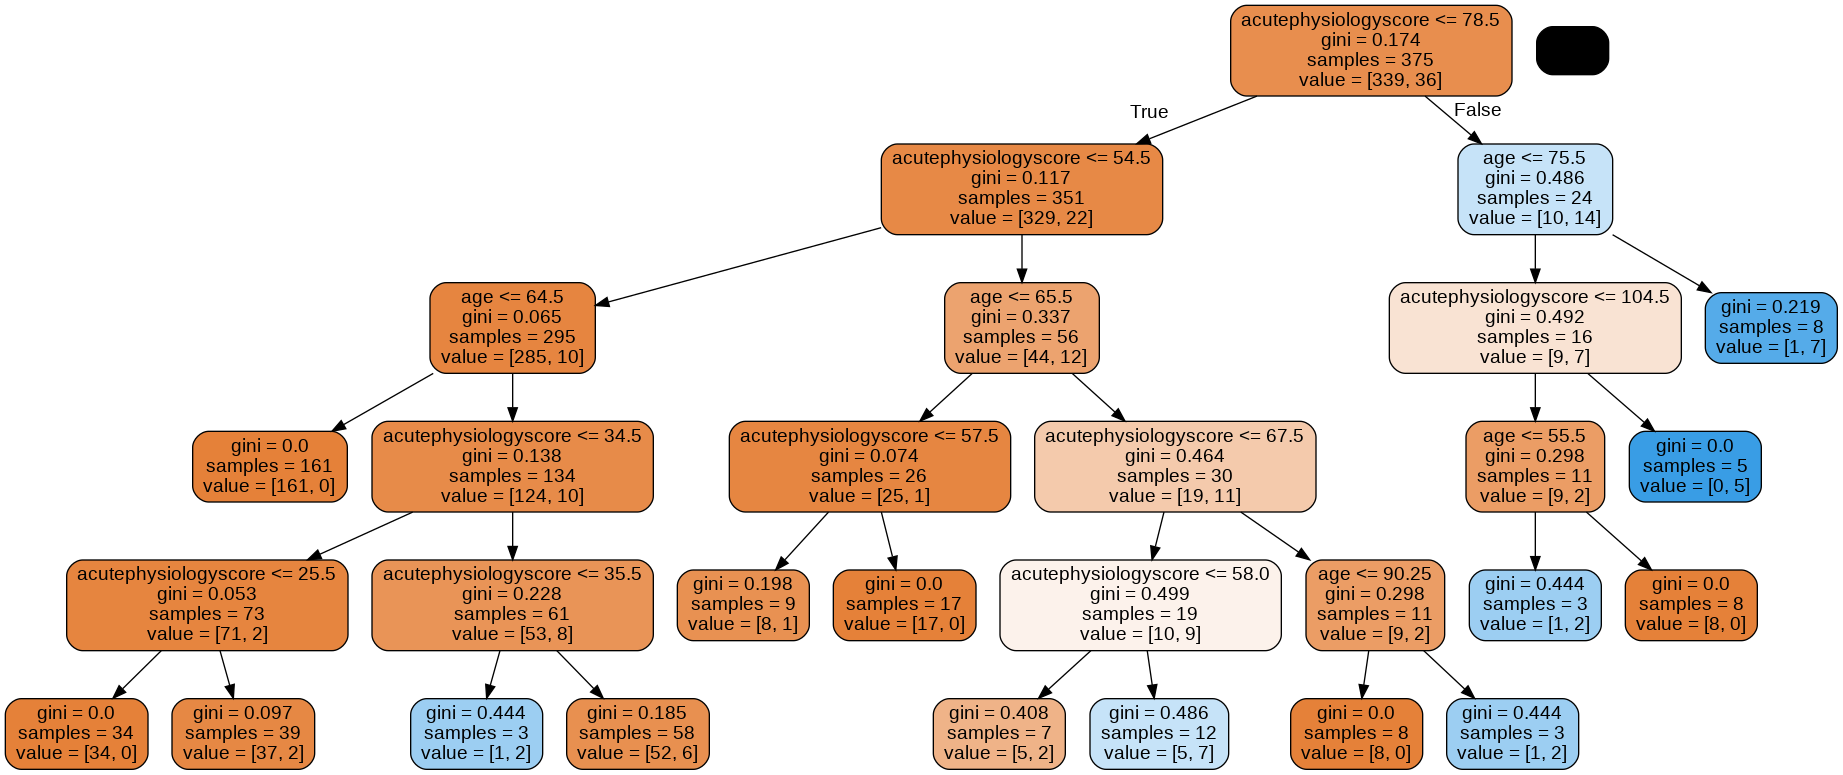 acutephysiologyscore <= 78.5
gini = 0.174
samples = 375
value = [339, 36]
True
False
acutephysiologyscore <= 54.5
gini = 0.117
samples = 351
value = [329, 22]
age <= 75.5
gini = 0.486
samples = 24
value = [10, 14]
age <= 64.5
gini = 0.065
samples = 295
value = [285, 10]
age <= 65.5
gini = 0.337
samples = 56
value = [44, 12]
acutephysiologyscore <= 104.5
gini = 0.492
samples = 16
value = [9, 7]
gini = 0.219
samples = 8
value = [1, 7]
gini = 0.0
samples = 161
value = [161, 0]
acutephysiologyscore <= 34.5
gini = 0.138
samples = 134
value = [124, 10]
acutephysiologyscore <= 57.5
gini = 0.074
samples = 26
value = [25, 1]
acutephysiologyscore <= 67.5
gini = 0.464
samples = 30
value = [19, 11]
age <= 55.5
gini = 0.298
samples = 11
value = [9, 2]
gini = 0.0
samples = 5
value = [0, 5]
acutephysiologyscore <= 25.5
gini = 0.053
samples = 73
value = [71, 2]
acutephysiologyscore <= 35.5
gini = 0.228
samples = 61
value = [53, 8]
gini = 0.198
samples = 9
value = [8, 1]
gini = 0.0
samples = 17
value = [17, 0]
acutephysiologyscore <= 58.0
gini = 0.499
samples = 19
value = [10, 9]
age <= 90.25
gini = 0.298
samples = 11
value = [9, 2]
gini = 0.444
samples = 3
value = [1, 2]
gini = 0.0
samples = 8
value = [8, 0]
gini = 0.0
samples = 34
value = [34, 0]
gini = 0.097
samples = 39
value = [37, 2]
gini = 0.444
samples = 3
value = [1, 2]
gini = 0.185
samples = 58
value = [52, 6]
gini = 0.408
samples = 7
value = [5, 2]
gini = 0.486
samples = 12
value = [5, 7]
gini = 0.0
samples = 8
value = [8, 0]
gini = 0.444
samples = 3
value = [1, 2]